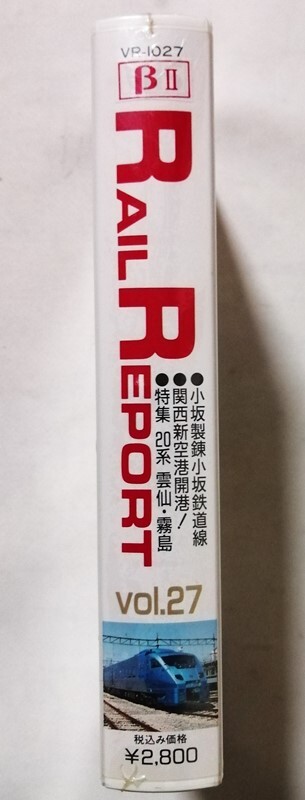 VP-1027
βII
RAIL REPORT
●小坂製錬小坂鉄道線
●関西新空港開港！
●特集 20系 雲仙・霧島
vol.27
税込み価格
¥2,800